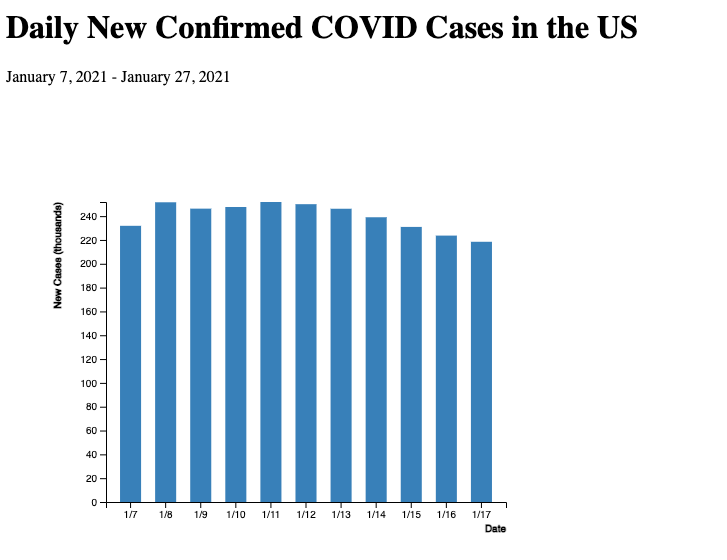 Daily New Confirmed COVID Cases in the US
January 7, 2021 - January 27, 2021
New Cases (thousands)
240
220
200
180
160
140
120
100
80
60
40
20
0
1/7 1/8 1/9 1/10 1/11 1/12 1/13 1/14 1/15 1/16 1/17
Date